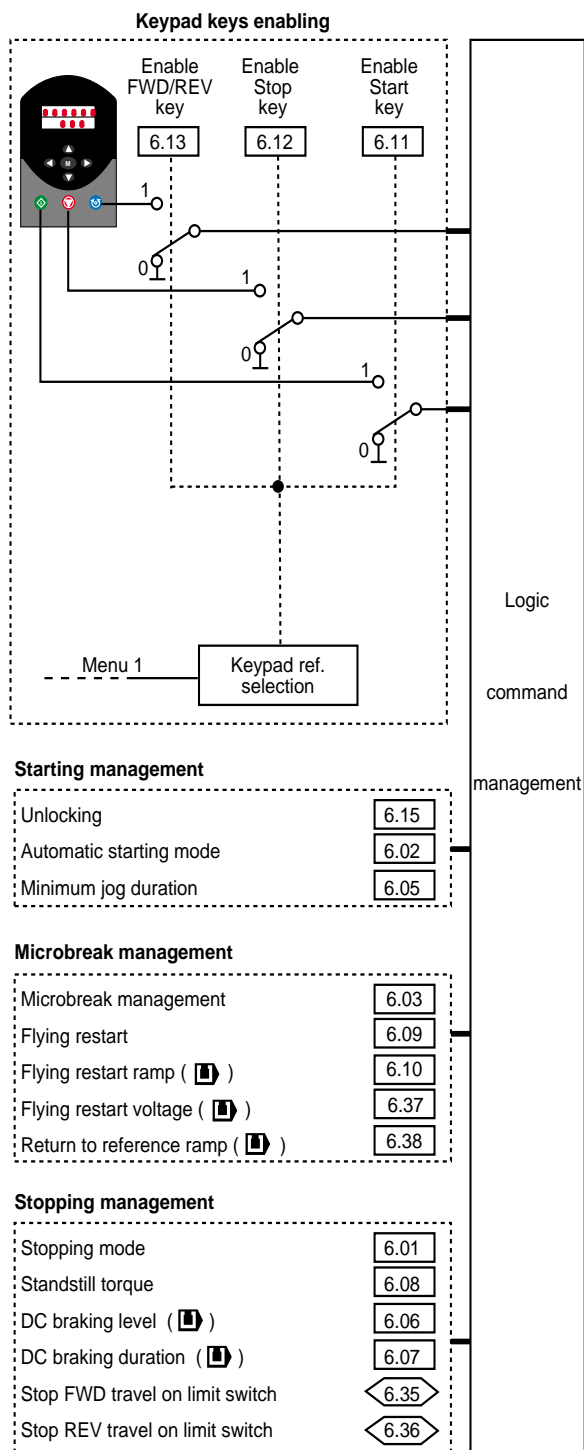 Keypad keys enabling
Enable FWD/REV key
Enable Stop key
Enable Start key
6.13
6.12
6.11
M
1
0
1
0
1
0
Menu 1
Keypad ref. selection
Logic
command
management
Starting management
Unlocking 6.15
Automatic starting mode 6.02
Minimum jog duration 6.05
Microbreak management
Microbreak management 6.03
Flying restart 6.09
Flying restart ramp ( ) 6.10
Flying restart voltage ( ) 6.37
Return to reference ramp ( ) 6.38
Stopping management
Stopping mode 6.01
Standstill torque 6.08
DC braking level ( ) 6.06
DC braking duration ( ) 6.07
Stop FWD travel on limit switch 6.35
Stop REV travel on limit switch 6.36